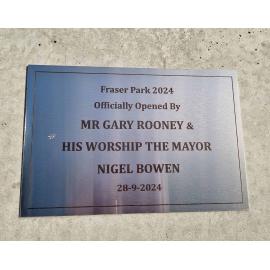 Fraser Park 2024
Officially Opened By
MR GARY ROONEY &
HIS WORSHIP THE MAYOR
NIGEL BOWEN
28-9-2024